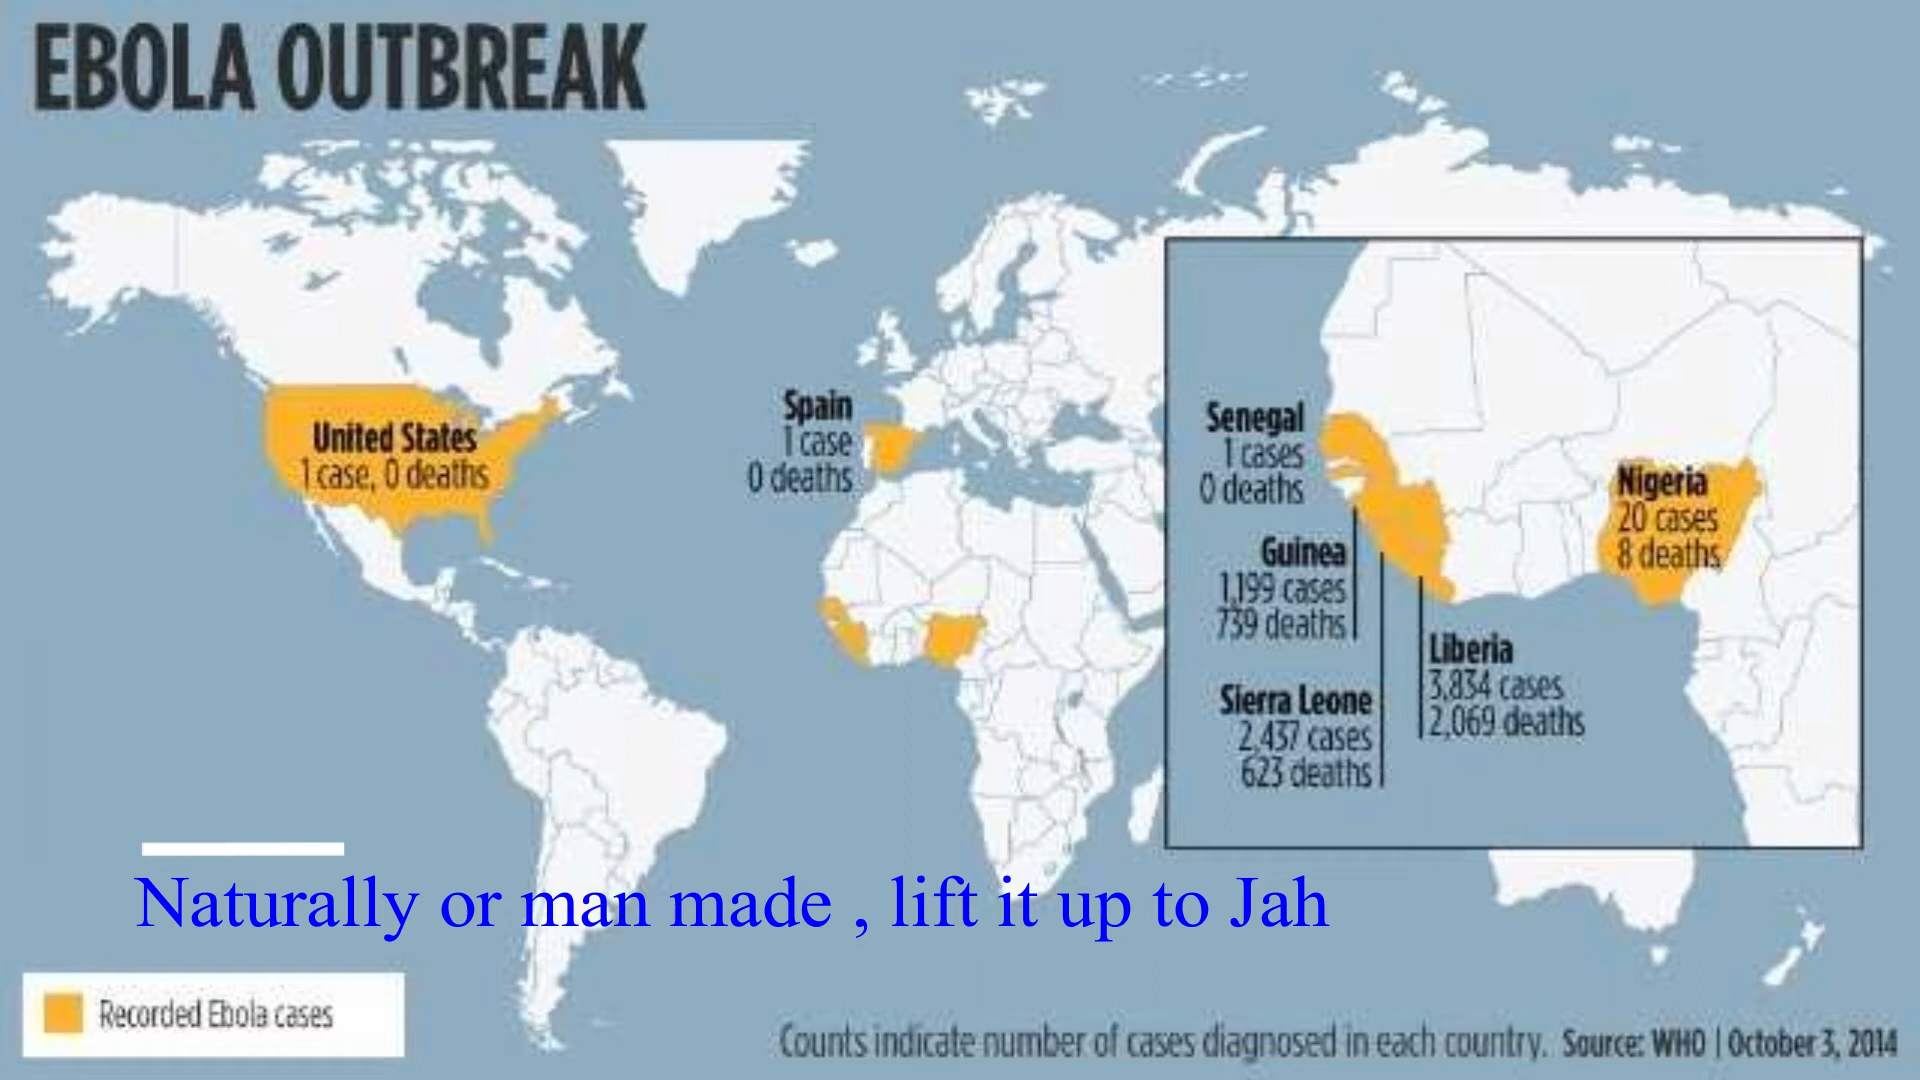 EBOLA OUTBREAK
United States
1 case, 0 deaths
Spain
1 case
0 deaths
Senegal
1 cases
0 deaths
Guinea
1,199 cases
739 deaths
Sierra Leone
2,437 cases
623 deaths
Liberia
3,834 cases
2,069 deaths
Nigeria
20 cases
8 deaths
Naturally or man made , lift it up to Jah
Recorded Ebola cases
Counts indicate number of cases diagnosed in each country. Source: WHO | October 3, 2014